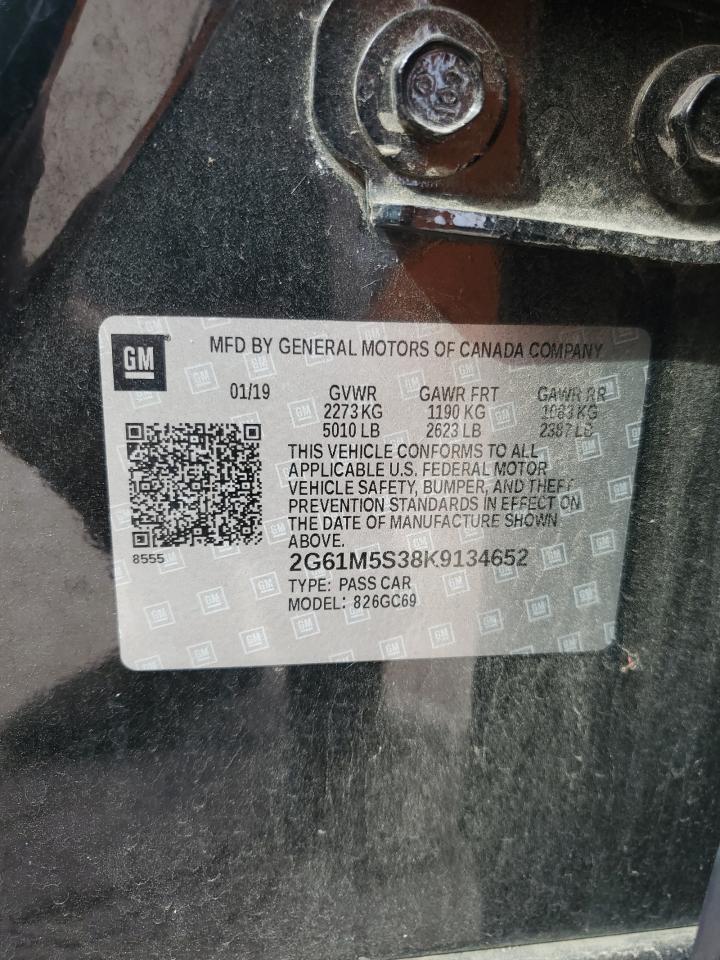 GM
MFD BY GENERAL MOTORS OF CANADA COMPANY
01/19 GVWR GAWR FRT GAWR RR
2273 KG 1190 KG 1083 KG
5010 LB 2623 LB 2387 LB
THIS VEHICLE CONFORMS TO ALL
APPLICABLE U.S. FEDERAL MOTOR
VEHICLE SAFETY, BUMPER, AND THEFT
PREVENTION STANDARDS IN EFFECT ON
THE DATE OF MANUFACTURE SHOWN
ABOVE.
8555
2G61M5S38K9134652
TYPE: PASS CAR
MODEL: 826GC69